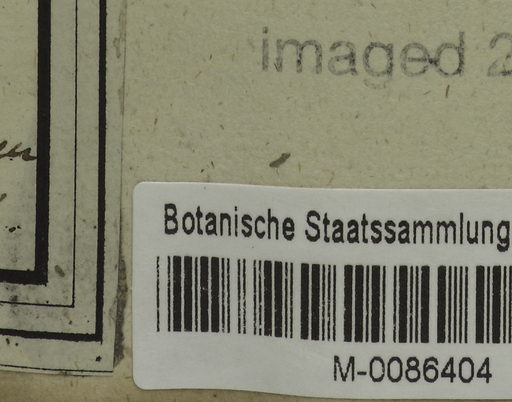 imaged 2
Botanische Staatssammlung
M-0086404